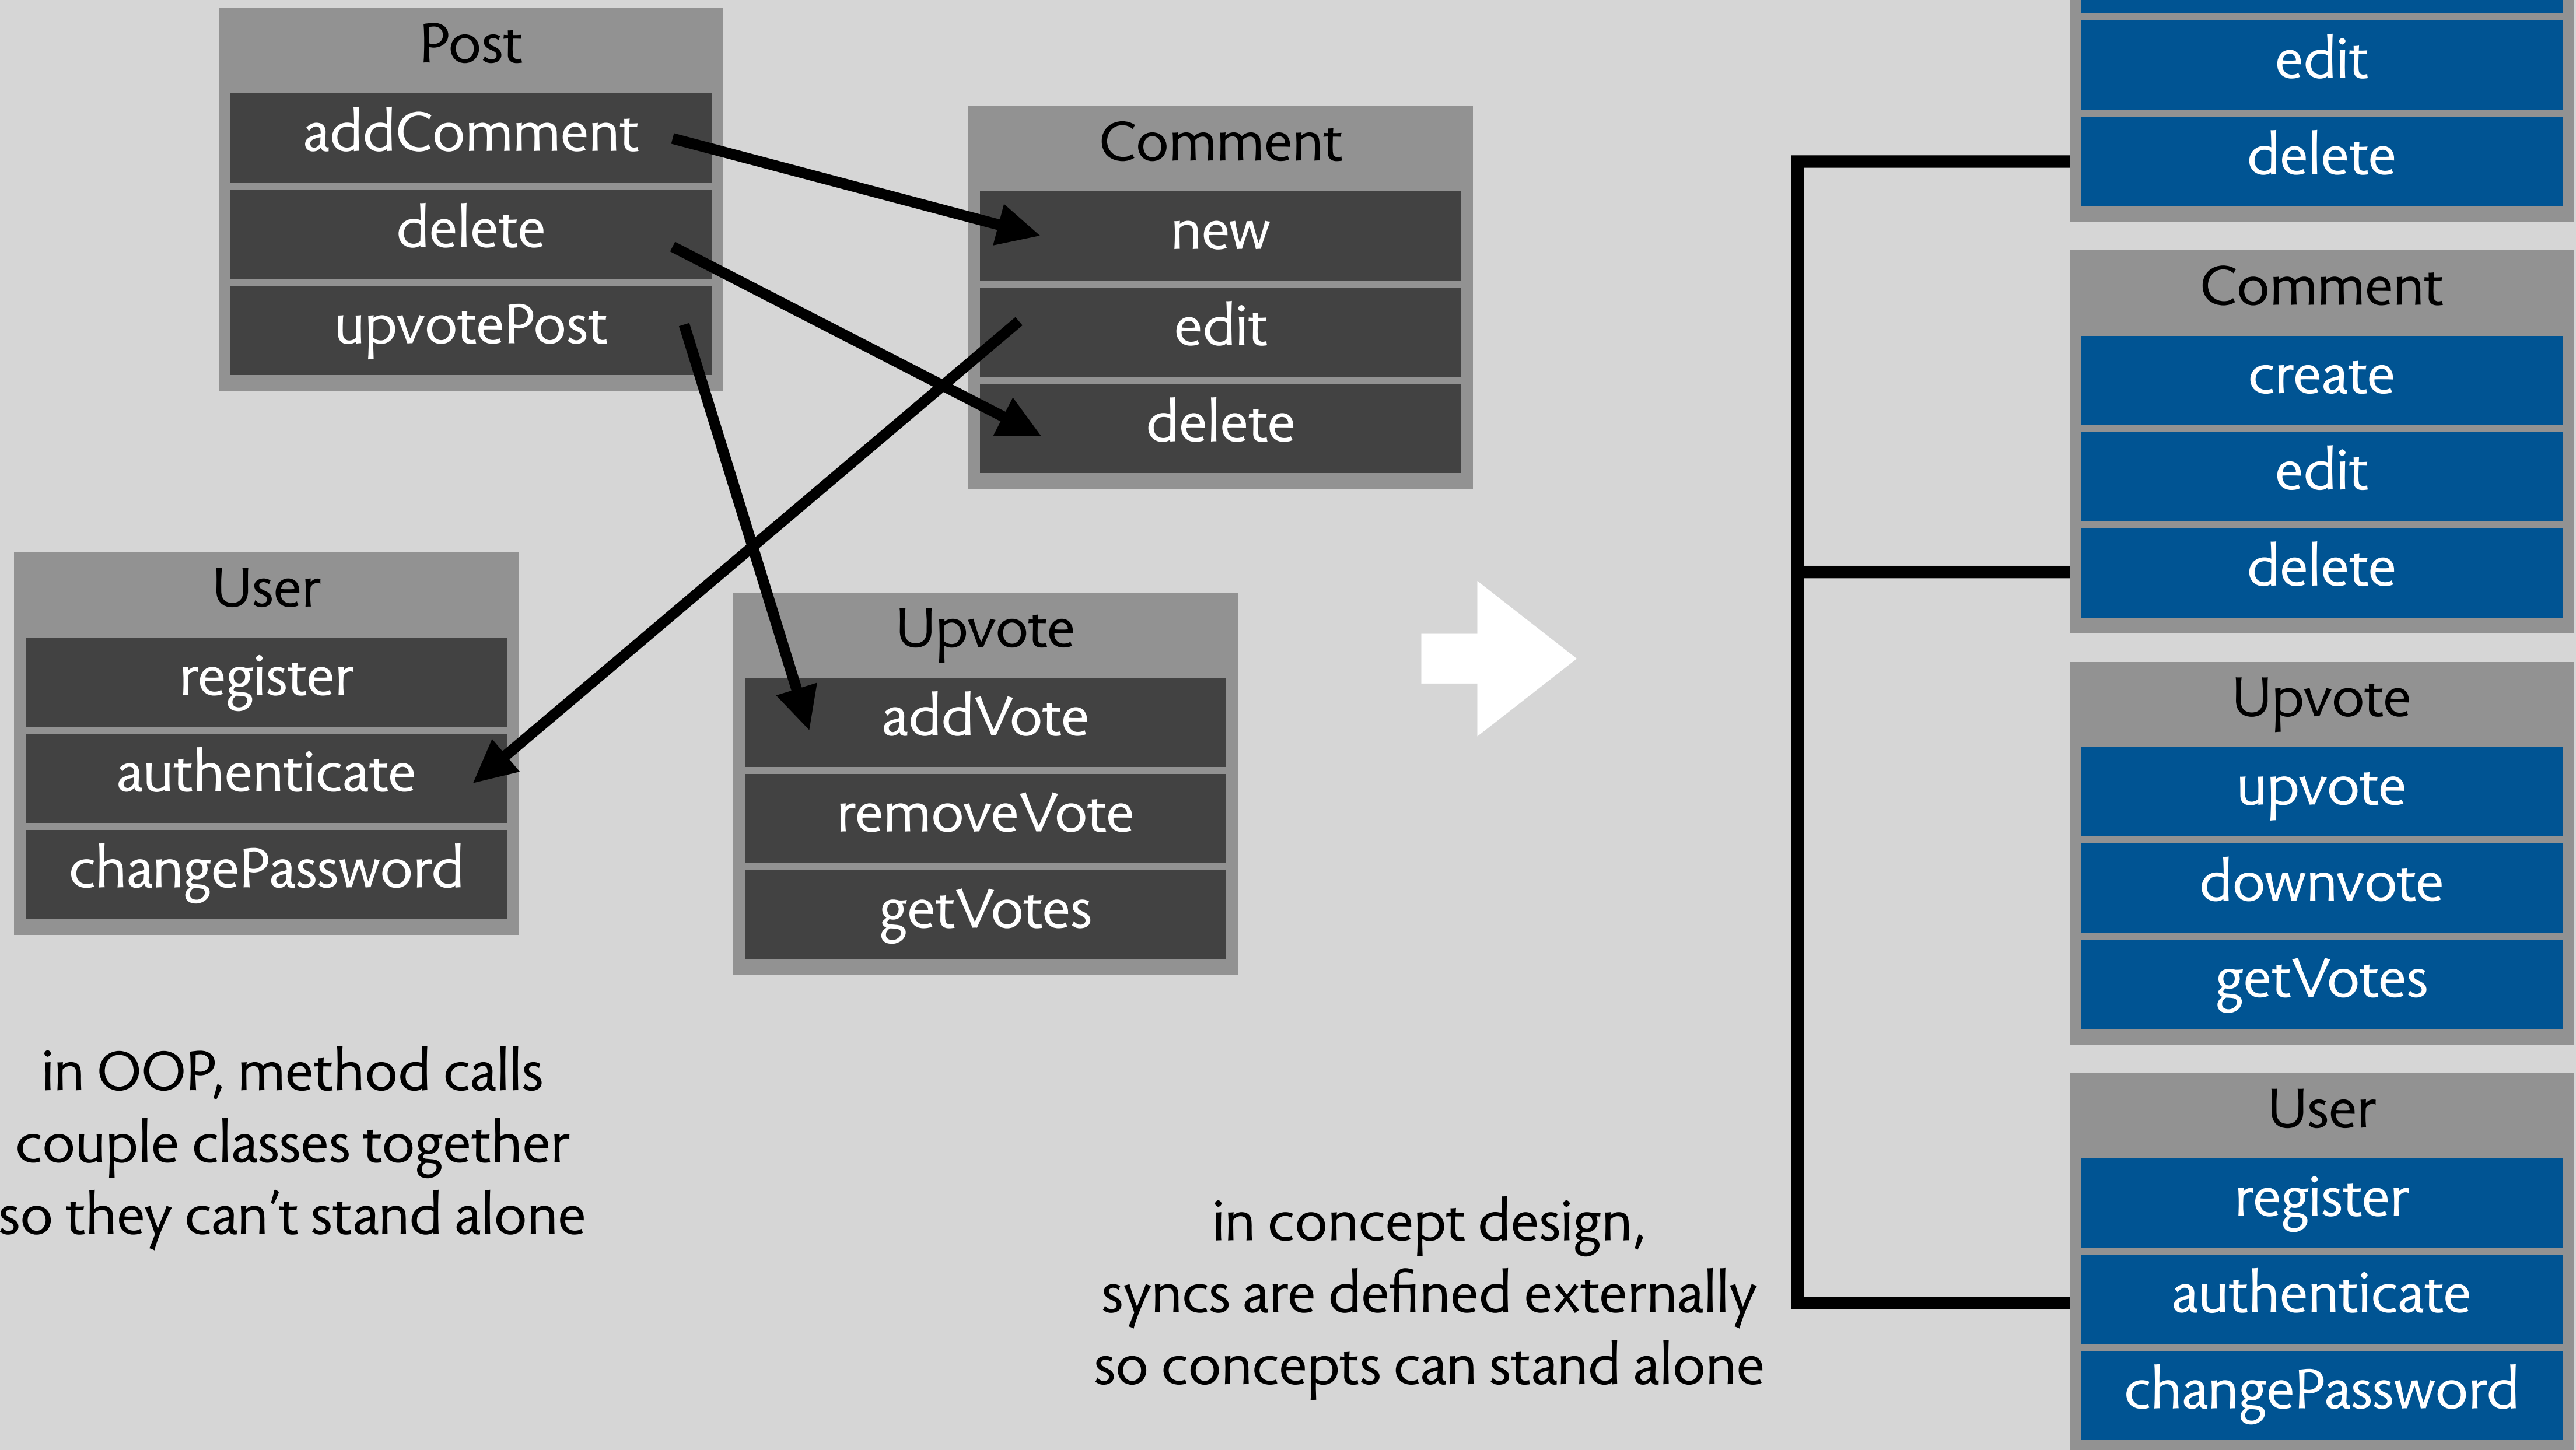 Post
addComment
delete
upvotePost
Comment
new
edit
delete
User
register
authenticate
changePassword
Upvote
addVote
removeVote
getVotes
in OOP, method calls
couple classes together
so they can’t stand alone
in concept design,
syncs are defined externally
so concepts can stand alone
edit
delete
Comment
create
edit
delete
Upvote
upvote
downvote
getVotes
User
register
authenticate
changePassword